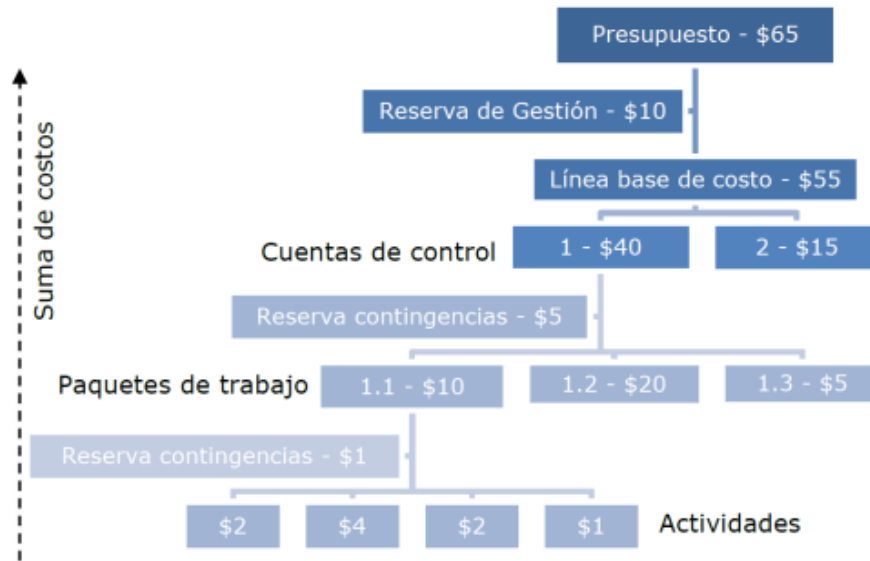 Presupuesto - $65
Reserva de Gestión - $10
Línea base de costo - $55
Suma de costos
Cuentas de control
1 - $40
2 - $15
Reserva contingencias - $5
Paquetes de trabajo
1.1 - $10
1.2 - $20
1.3 - $5
Reserva contingencias - $1
$2
$4
$2
$1
Actividades